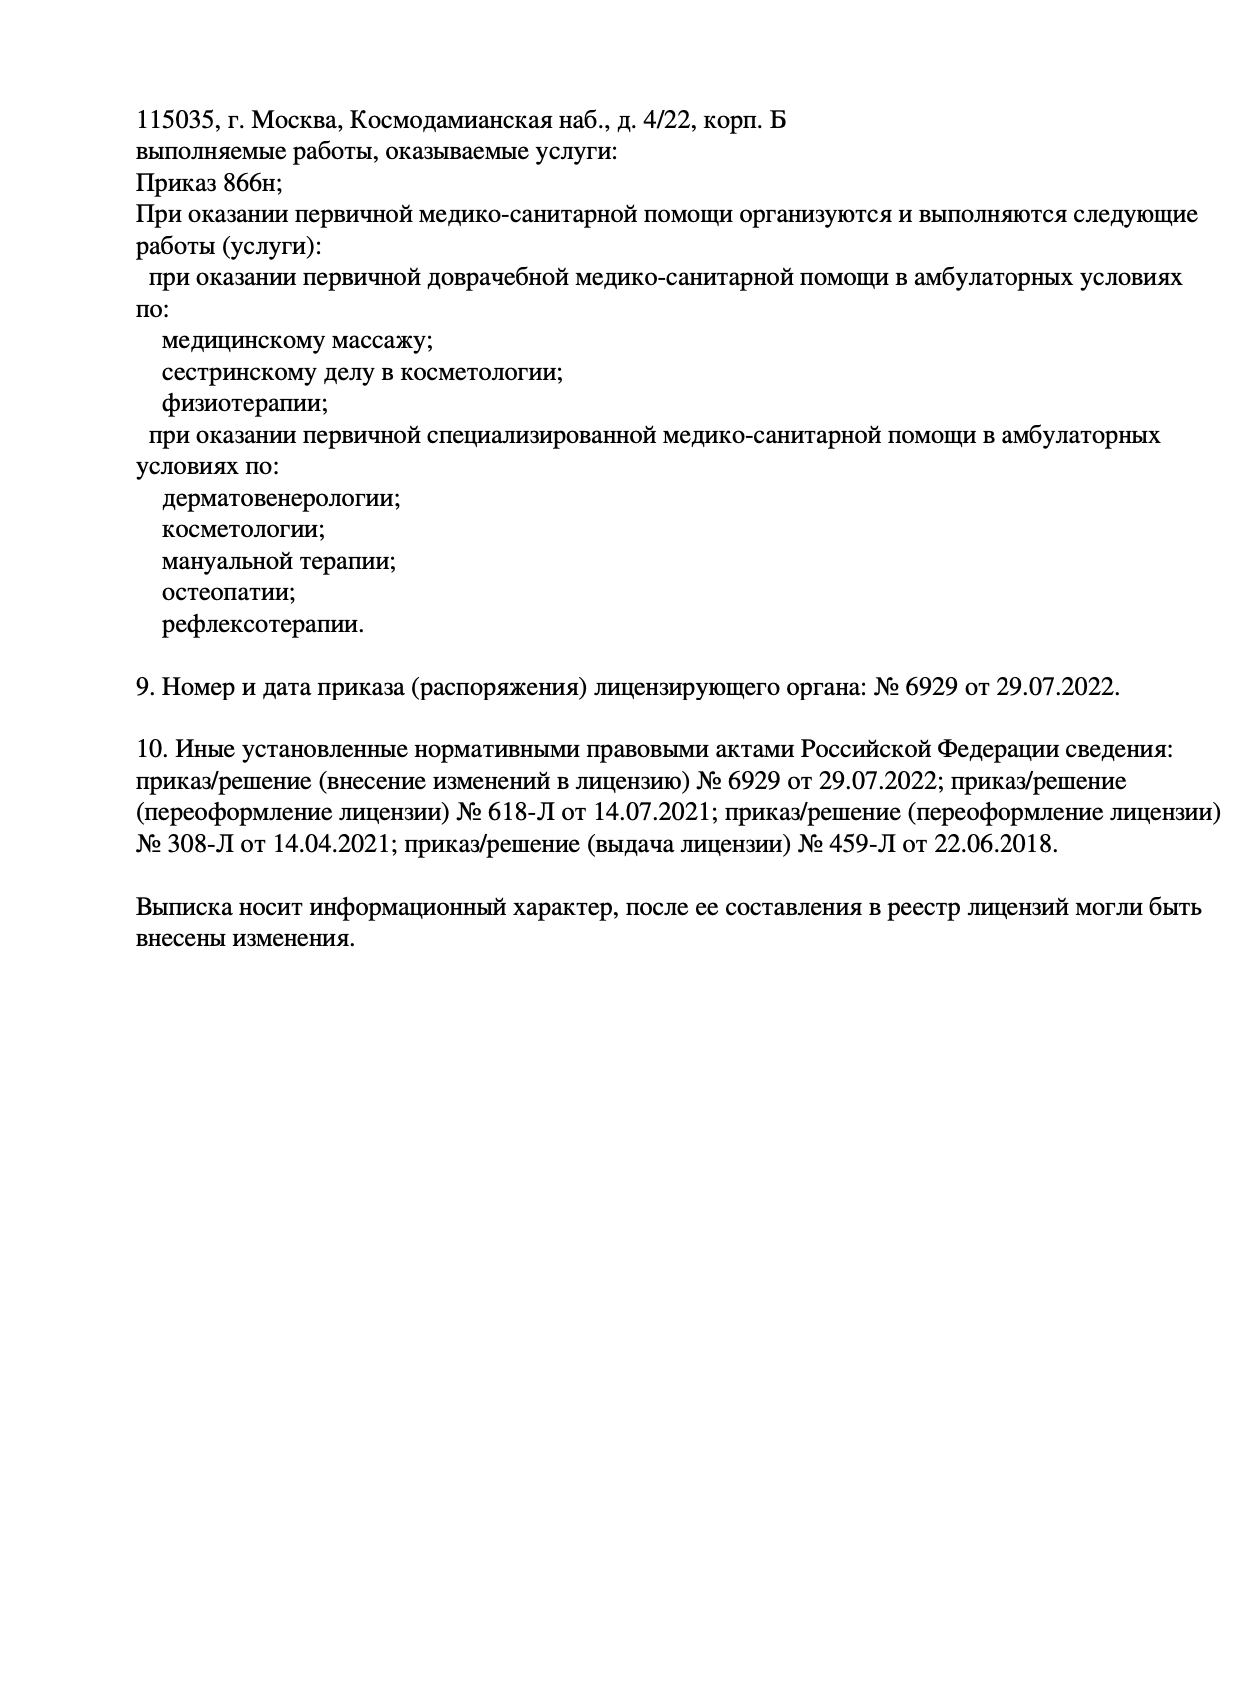 115035, г. Москва, Космодамианская наб., д. 4/22, корп. Б
выполняемые работы, оказываемые услуги:
Приказ 866н;
При оказании первичной медико-санитарной помощи организуются и выполняются следующие
работы (услуги):
при оказании первичной доврачебной медико-санитарной помощи в амбулаторных условиях
по:
медицинскому массажу;
сестринскому делу в косметологии;
физиотерапии;
при оказании первичной специализированной медико-санитарной помощи в амбулаторных
условиях по:
дерматовенерологии;
косметологии;
мануальной терапии;
остеопатии;
рефлексотерапии.
9. Номер и дата приказа (распоряжения) лицензирующего органа: № 6929 от 29.07.2022.
10. Иные установленные нормативными правовыми актами Российской Федерации сведения:
приказ/решение (внесение изменений в лицензию) № 6929 от 29.07.2022; приказ/решение
(переоформление лицензии) № 618-Л от 14.07.2021; приказ/решение (переоформление лицензии)
№ 308-Л от 14.04.2021; приказ/решение (выдача лицензии) № 459-Л от 22.06.2018.
Выписка носит информационный характер, после ее составления в реестр лицензий могли быть
внесены изменения.